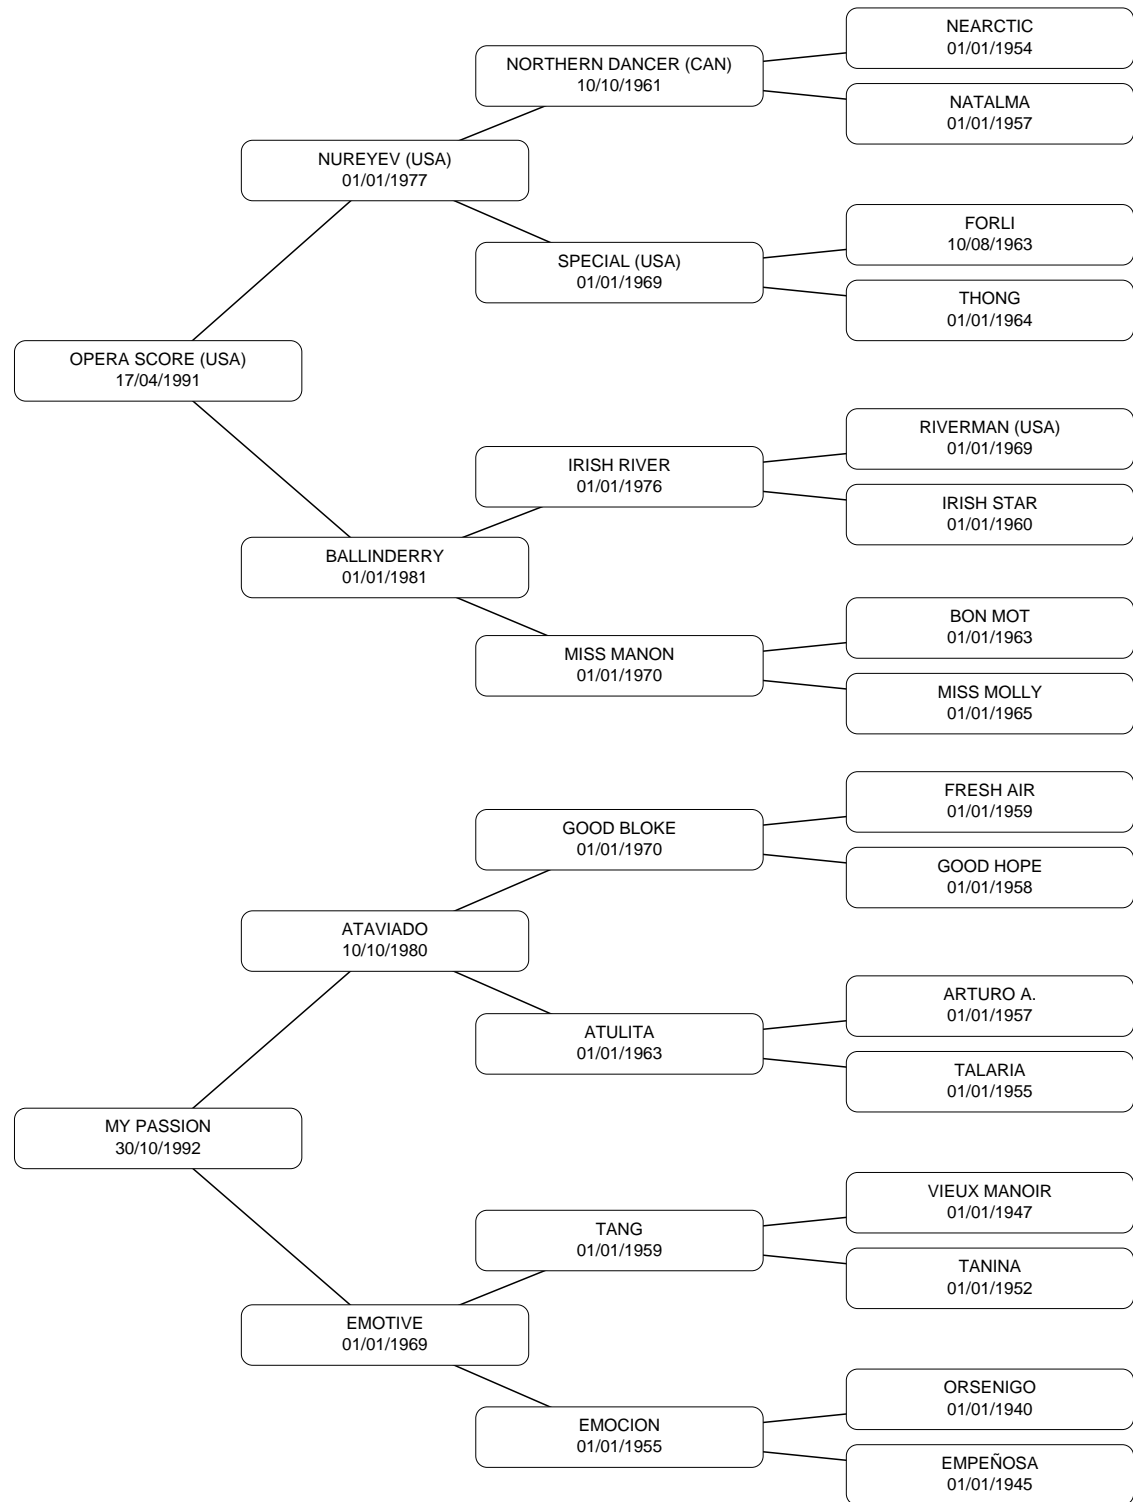 NEARCTIC
01/01/1954
NORTHERN DANCER (CAN)
10/10/1961
NATALMA
01/01/1957
NUREYEV (USA)
01/01/1977
FORLI
10/08/1963
SPECIAL (USA)
01/01/1969
THONG
01/01/1964
OPERA SCORE (USA)
17/04/1991
RIVERMAN (USA)
01/01/1969
IRISH RIVER
01/01/1976
IRISH STAR
01/01/1960
BALLINDERRY
01/01/1981
BON MOT
01/01/1963
MISS MANON
01/01/1970
MISS MOLLY
01/01/1965
FRESH AIR
01/01/1959
GOOD BLOKE
01/01/1970
GOOD HOPE
01/01/1958
ATAVIADO
10/10/1980
ARTURO A.
01/01/1957
ATULITA
01/01/1963
TALARIA
01/01/1955
MY PASSION
30/10/1992
VIEUX MANOIR
01/01/1947
TANG
01/01/1959
TANINA
01/01/1952
EMOTIVE
01/01/1969
ORSENIGO
01/01/1940
EMOCION
01/01/1955
EMPEÑOSA
01/01/1945